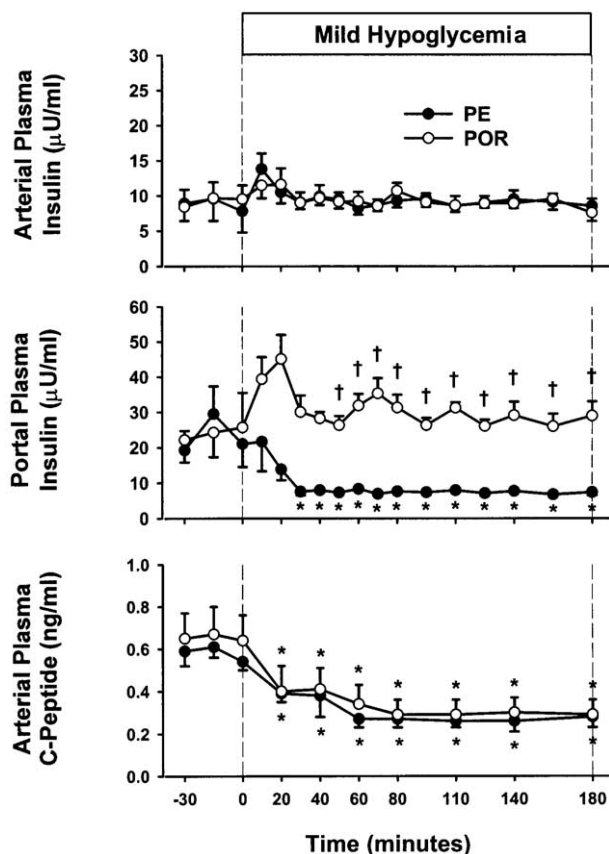 Mild Hypoglycemia
Arterial Plasma
Insulin (μU/ml)
30
25
20
15
10
5
0
PE
POR
Portal Plasma
Insulin (μU/ml)
60
50
40
30
20
10
0
† † † † † † † † † †
* * * * * * * * * * * *
Arterial Plasma
C-Peptide (ng/ml)
1.0
0.8
0.6
0.4
0.2
0.0
* * * * * * *
* * * * * * *
-30 0 20 40 60 80 110 140 180
Time (minutes)